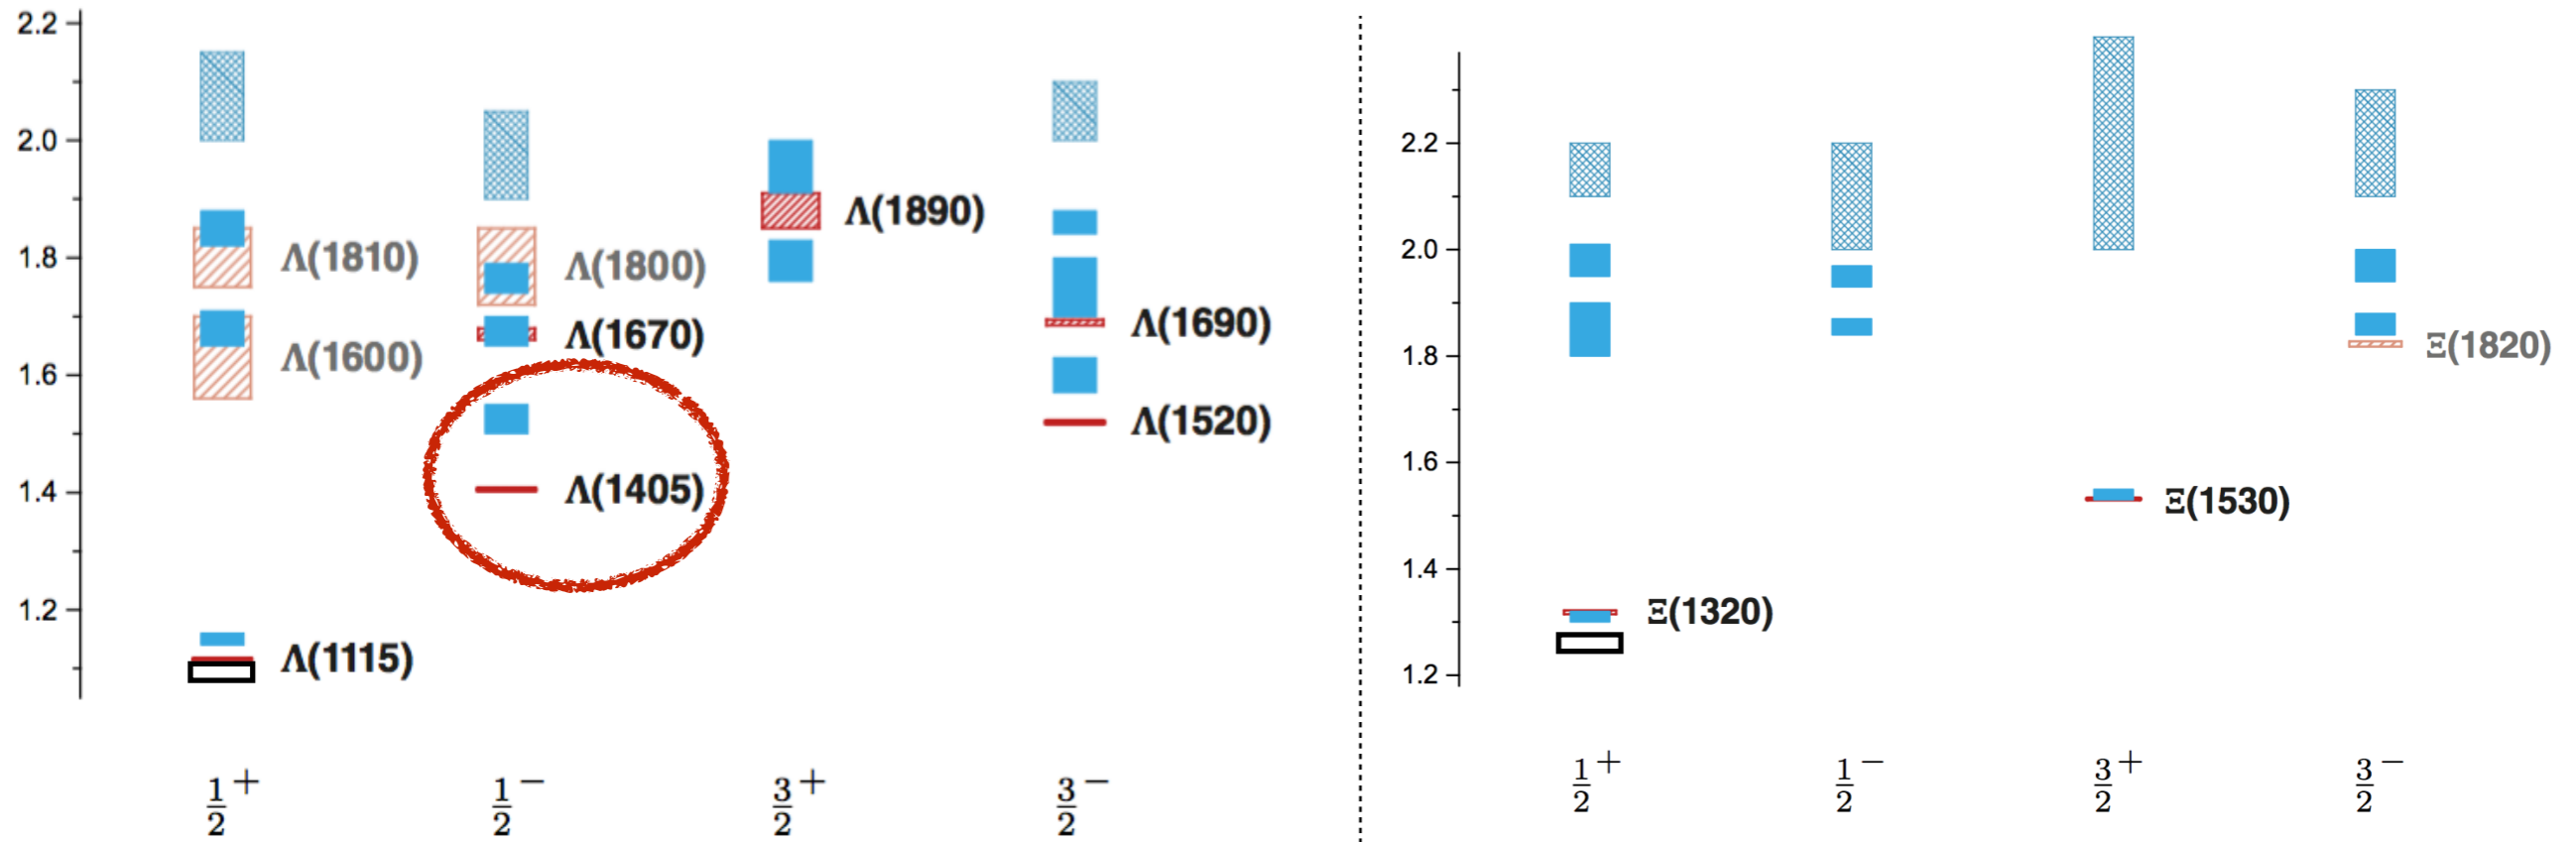 2.2
2.0
1.8
1.6
1.4
1.2
Λ(1810)
Λ(1600)
Λ(1115)
Λ(1800)
Λ(1670)
Λ(1405)
Λ(1890)
Λ(1690)
Λ(1520)
1/2+
1/2−
3/2+
3/2−
2.2
2.0
1.8
1.6
1.4
1.2
Ξ(1320)
Ξ(1530)
Ξ(1820)
1/2+
1/2−
3/2+
3/2−